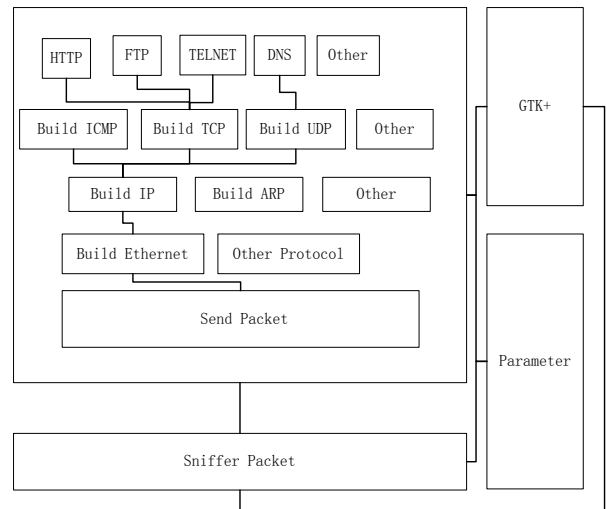 HTTP
FTP
TELNET
DNS
Other
GTK+
Build ICMP
Build TCP
Build UDP
Other
Build IP
Build ARP
Other
Build Ethernet
Other Protocol
Send Packet
Parameter
Sniffer Packet